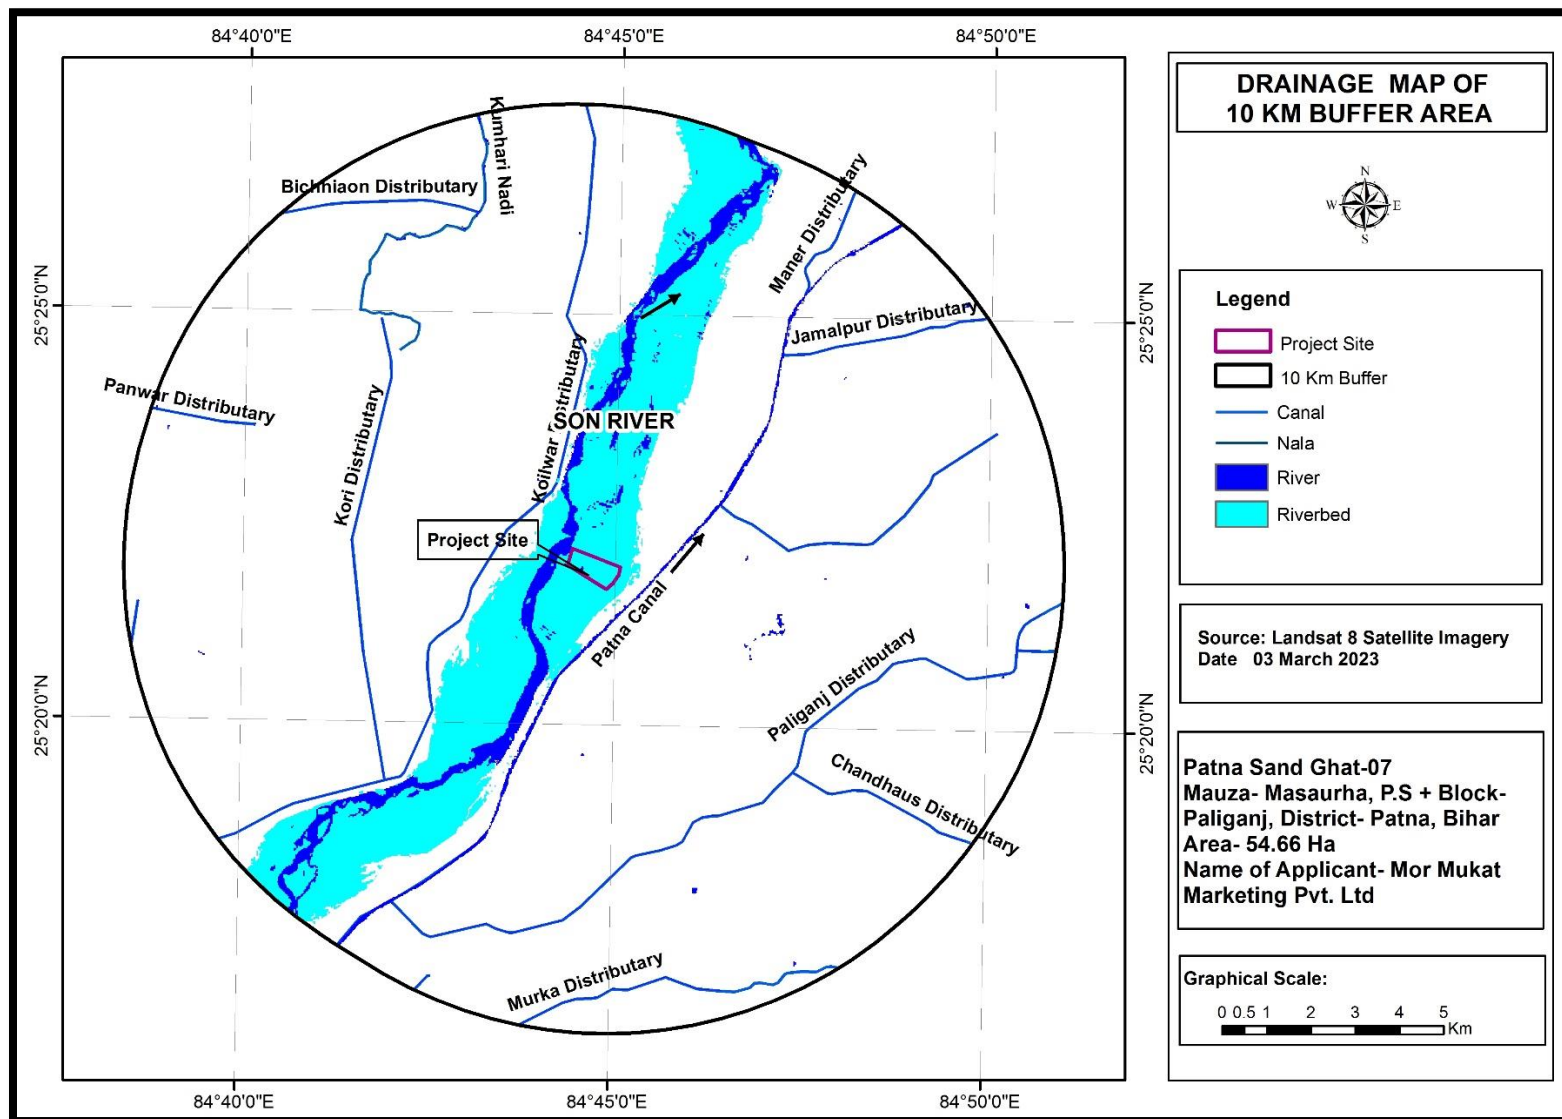 84°40'0"E
84°45'0"E
84°50'0"E
DRAINAGE MAP OF
10 KM BUFFER AREA
N
W
E
S
Kumhari Nadi
Bichhiaon Distributary
Maner Distributary
25°25'0"N
25°25'0"N
Jamalpur Distributary
Panwar Distributary
Kori Distributary
Koilwar Distributary
SON RIVER
Project Site
Patna Canal
Paliganj Distributary
25°20'0"N
25°20'0"N
Chandhaus Distributary
Murka Distributary
84°40'0"E
84°45'0"E
84°50'0"E
Legend
Project Site
10 Km Buffer
Canal
Nala
River
Riverbed
Source: Landsat 8 Satellite Imagery
Date 03 March 2023
Patna Sand Ghat-07
Mauza- Masaurha, P.S + Block-
Paliganj, District- Patna, Bihar
Area- 54.66 Ha
Name of Applicant- Mor Mukat
Marketing Pvt. Ltd
Graphical Scale:
0 0.5 1 2 3 4 5
Km